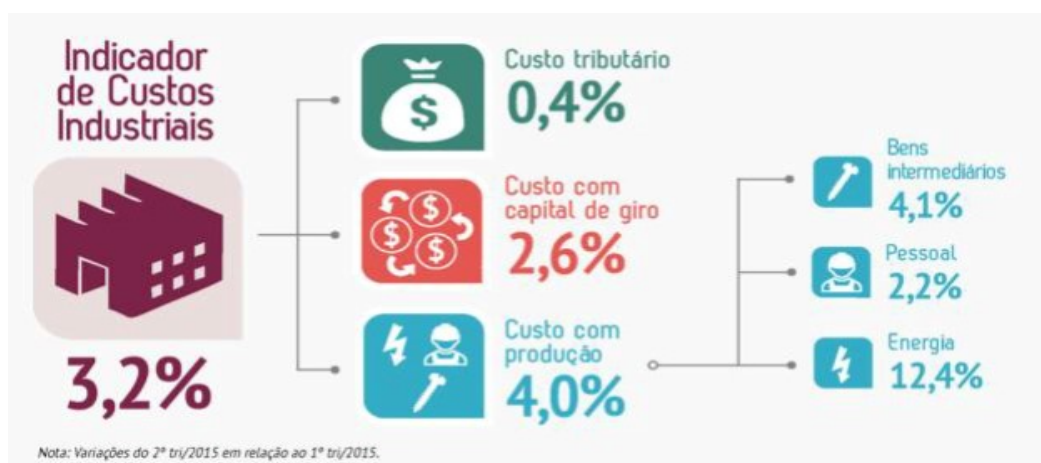 Indicador
de Custos
Industriais
3,2%
Custo tributário
0,4%
Custo com
capital de giro
2,6%
Custo com
produção
4,0%
Bens
intermediários
4,1%
Pessoal
2,2%
Energia
12,4%
Nota: Variações do 2º tri/2015 em relação ao 1º tri/2015.